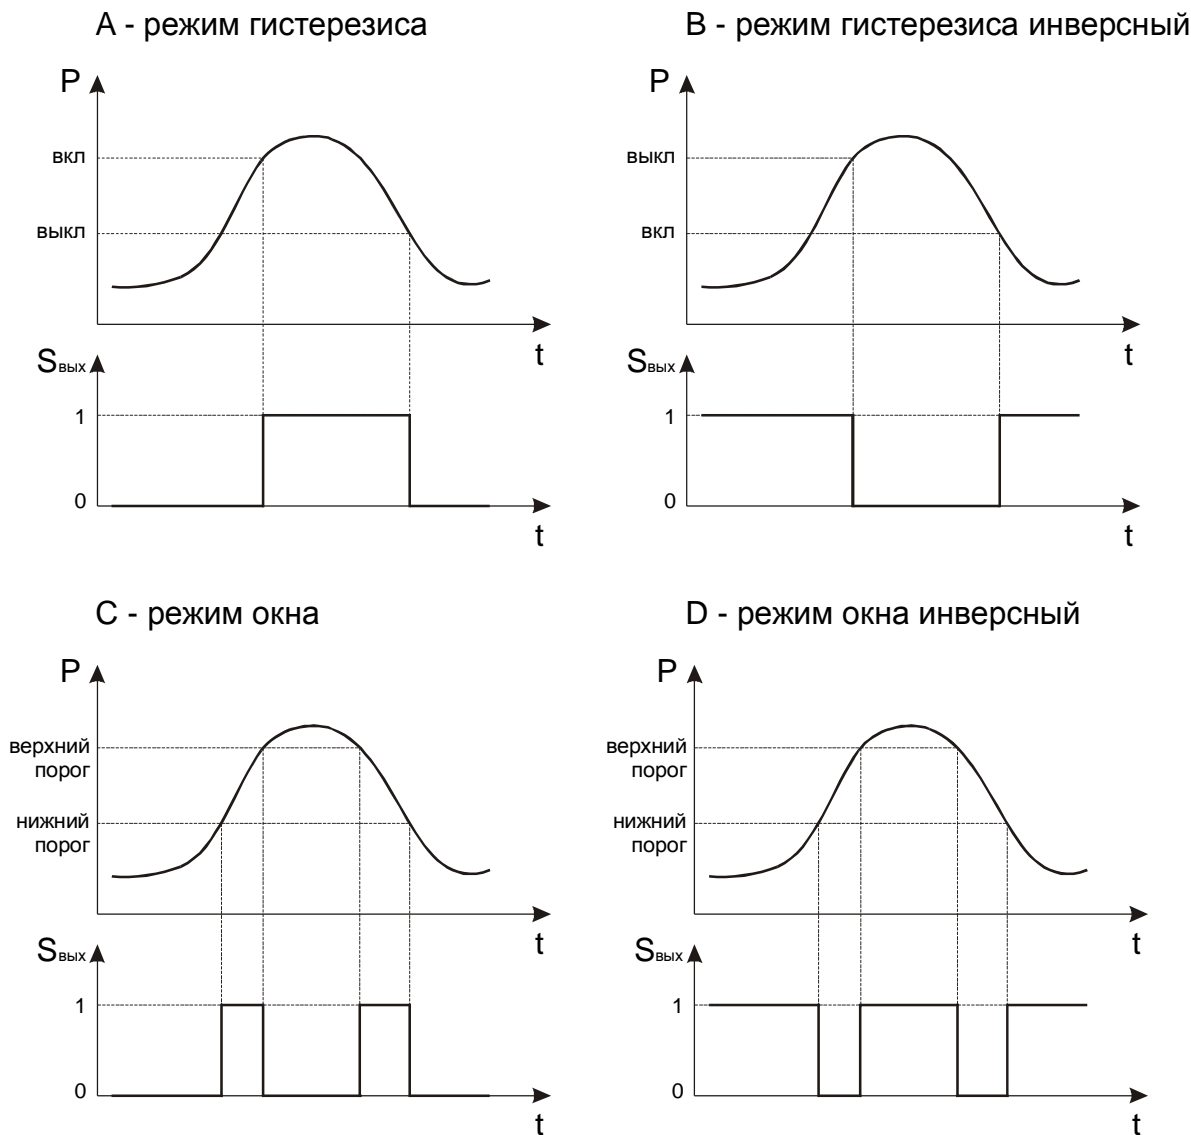 A - режим гистерезиса
P
вкл
выкл
t
Sвых
1
0
t
B - режим гистерезиса инверсный
P
выкл
вкл
t
Sвых
1
0
t
C - режим окна
P
верхний
порог
нижний
порог
t
Sвых
1
0
t
D - режим окна инверсный
P
верхний
порог
нижний
порог
t
Sвых
1
0
t